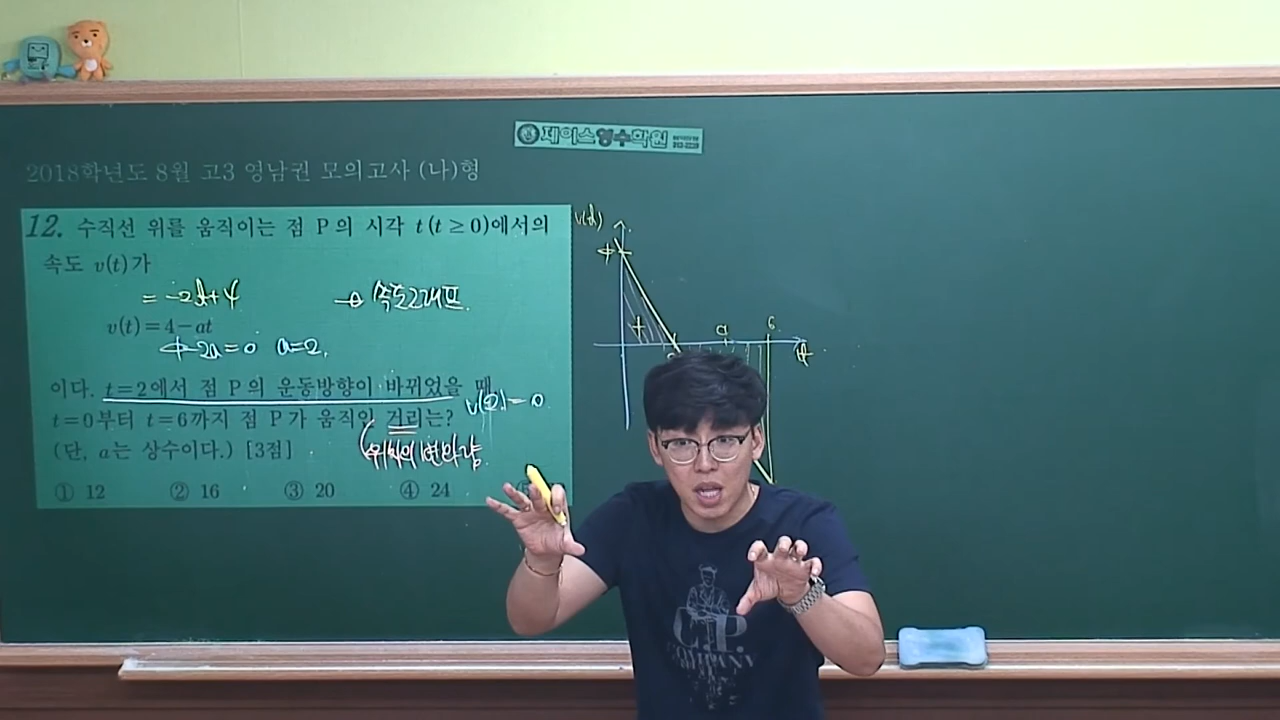 제이스영수학원
2018학년도 8월 고3 영남권 모의고사 (나)형
12. 수직선 위를 움직이는 점 P의 시각 t(t≥0)에서의
속도 v(t)가
= -2t+4 → 속도그래프
v(t)=4-at
4-2a=0 a=2.
이다. t=2에서 점 P의 운동방향이 바뀌었을 때
v(2)=0
t=0부터 t=6까지 점 P가 움직인 거리는?
(단, a는 상수이다.) [3점]
(위치의 변화량
① 12 ② 16 ③ 20 ④ 24
v(t)
4
4
6
t
COMPANY